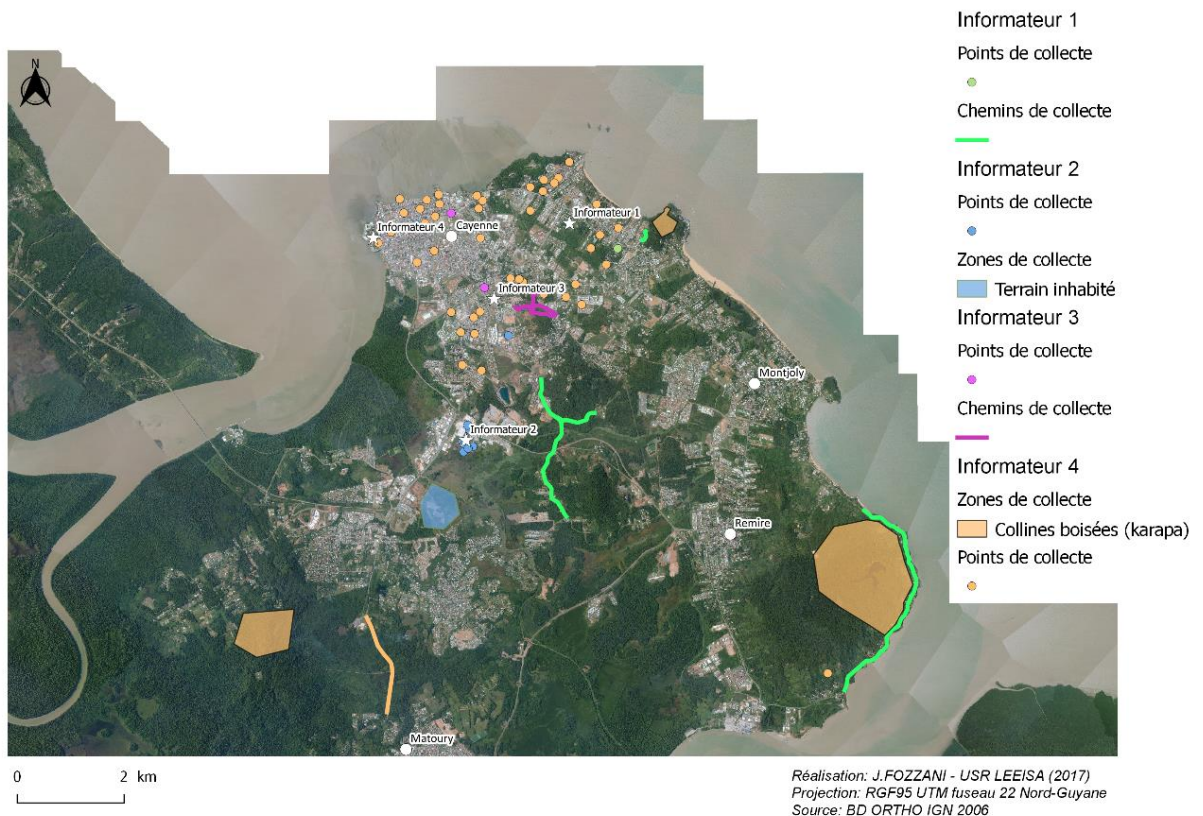 N
Informateur 1
Informateur 4
Cayenne
Informateur 3
Montjoly
Informateur 2
Remire
Matoury
0 2 km
Informateur 1
Points de collecte
Chemins de collecte
Informateur 2
Points de collecte
Zones de collecte
Terrain inhabité
Informateur 3
Points de collecte
Chemins de collecte
Informateur 4
Zones de collecte
Collines boisées (karapa)
Points de collecte
Réalisation: J.FOZZANI - USR LEEISA (2017)
Projection: RGF95 UTM fuseau 22 Nord-Guyane
Source: BD ORTHO IGN 2006